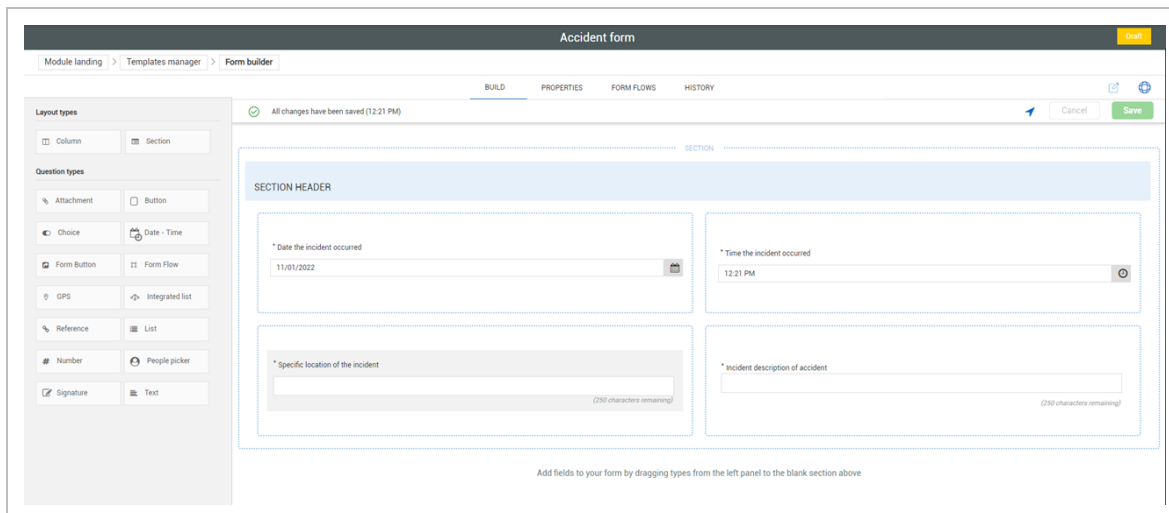 Accident form
Draft
Module landing > Templates manager > Form builder
BUILD PROPERTIES FORM FLOWS HISTORY
Layout types
All changes have been saved (12:21 PM)
Cancel Save
Column Section
SECTION
Question types
SECTION HEADER
Attachment Button
Choice Date - Time
* Date the incident occurred
* Time the incident occurred
Form Button Form Flow
11/01/2022
12:21 PM
GPS Integrated list
Reference List
# Number People picker
* Specific location of the incident
* Incident description of accident
Signature Text
(250 characters remaining)
(250 characters remaining)
Add fields to your form by dragging types from the left panel to the blank section above